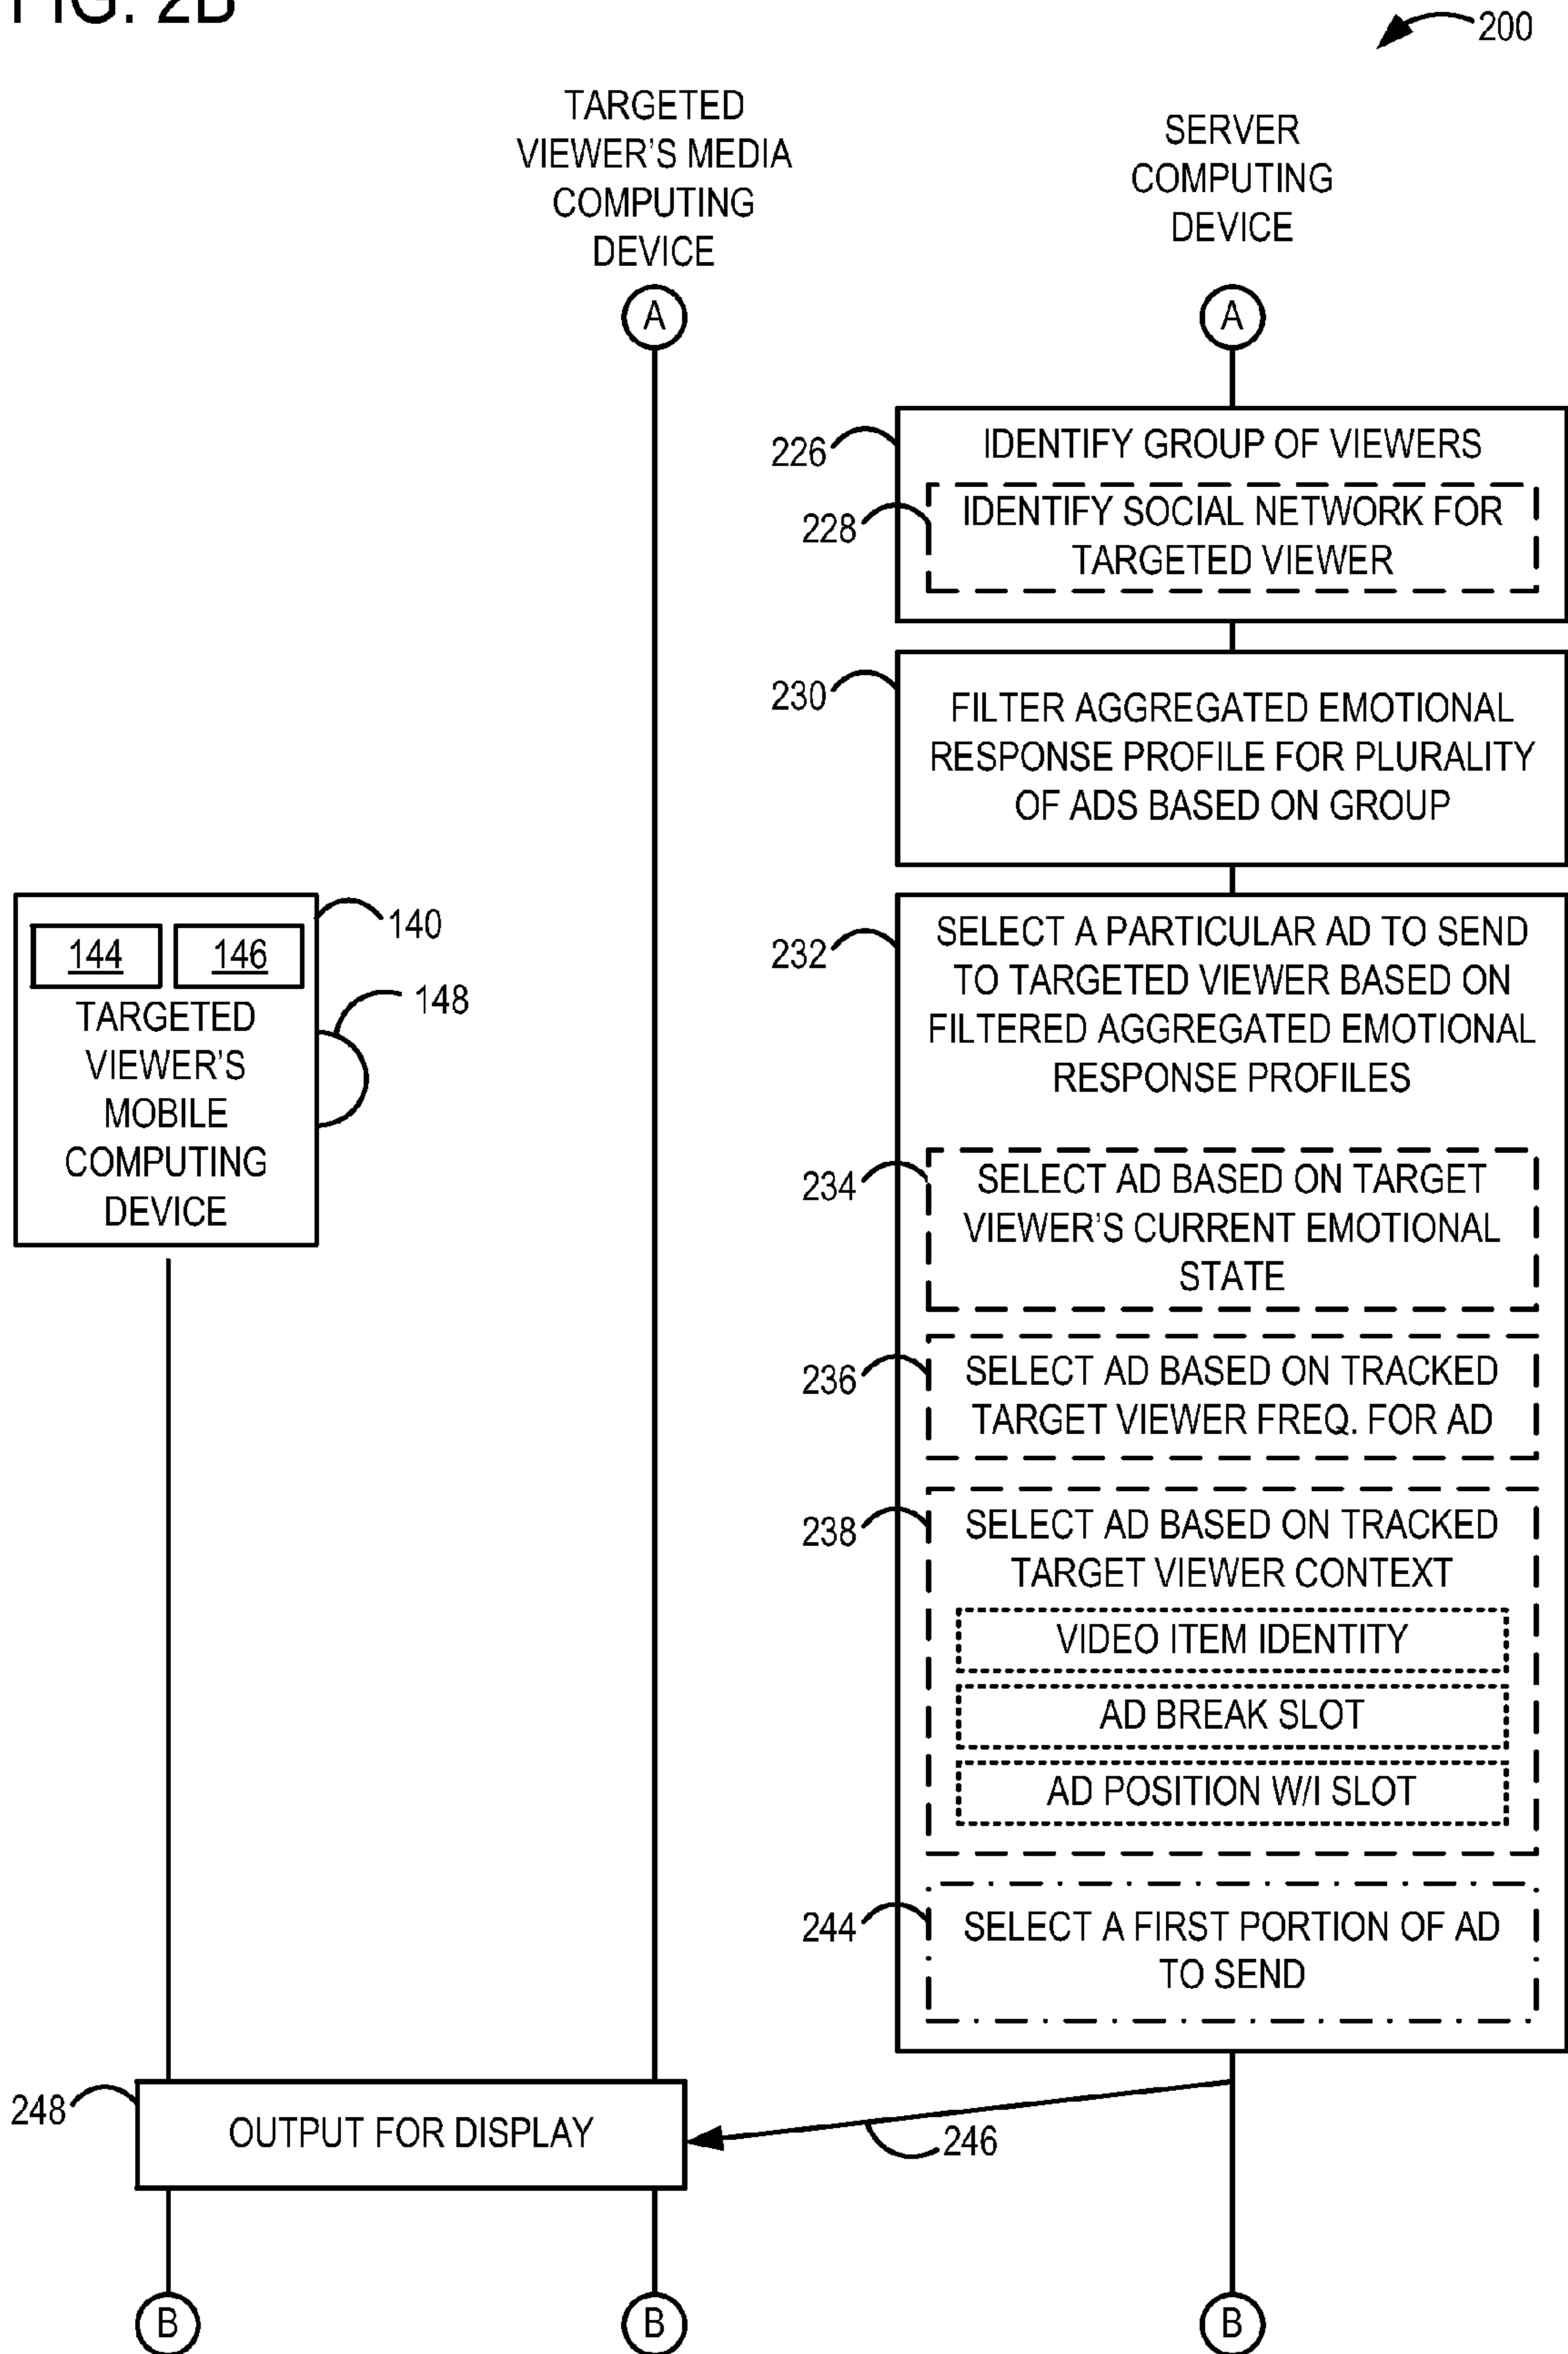 FIG. 2B
200
TARGETED
VIEWER'S MEDIA
COMPUTING
DEVICE
SERVER
COMPUTING
DEVICE
A
A
226
IDENTIFY GROUP OF VIEWERS
228
IDENTIFY SOCIAL NETWORK FOR
TARGETED VIEWER
230
FILTER AGGREGATED EMOTIONAL
RESPONSE PROFILE FOR PLURALITY
OF ADS BASED ON GROUP
140
144
146
148
TARGETED
VIEWER'S
MOBILE
COMPUTING
DEVICE
232
SELECT A PARTICULAR AD TO SEND
TO TARGETED VIEWER BASED ON
FILTERED AGGREGATED EMOTIONAL
RESPONSE PROFILES
234
SELECT AD BASED ON TARGET
VIEWER'S CURRENT EMOTIONAL
STATE
236
SELECT AD BASED ON TRACKED
TARGET VIEWER FREQ. FOR AD
238
SELECT AD BASED ON TRACKED
TARGET VIEWER CONTEXT
VIDEO ITEM IDENTITY
AD BREAK SLOT
AD POSITION W/I SLOT
244
SELECT A FIRST PORTION OF AD
TO SEND
248
OUTPUT FOR DISPLAY
246
B
B
B